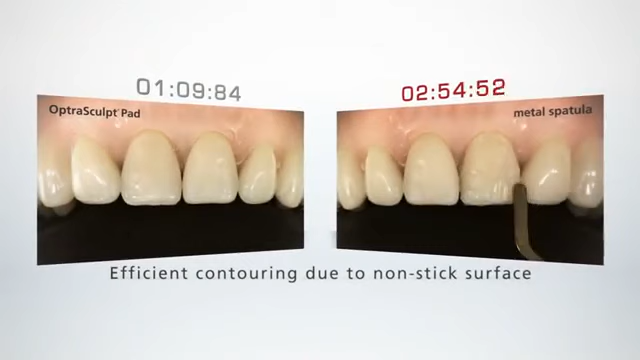 01:09:84
02:54:52
OptraSculpt® Pad
metal spatula
Efficient contouring due to non-stick surface